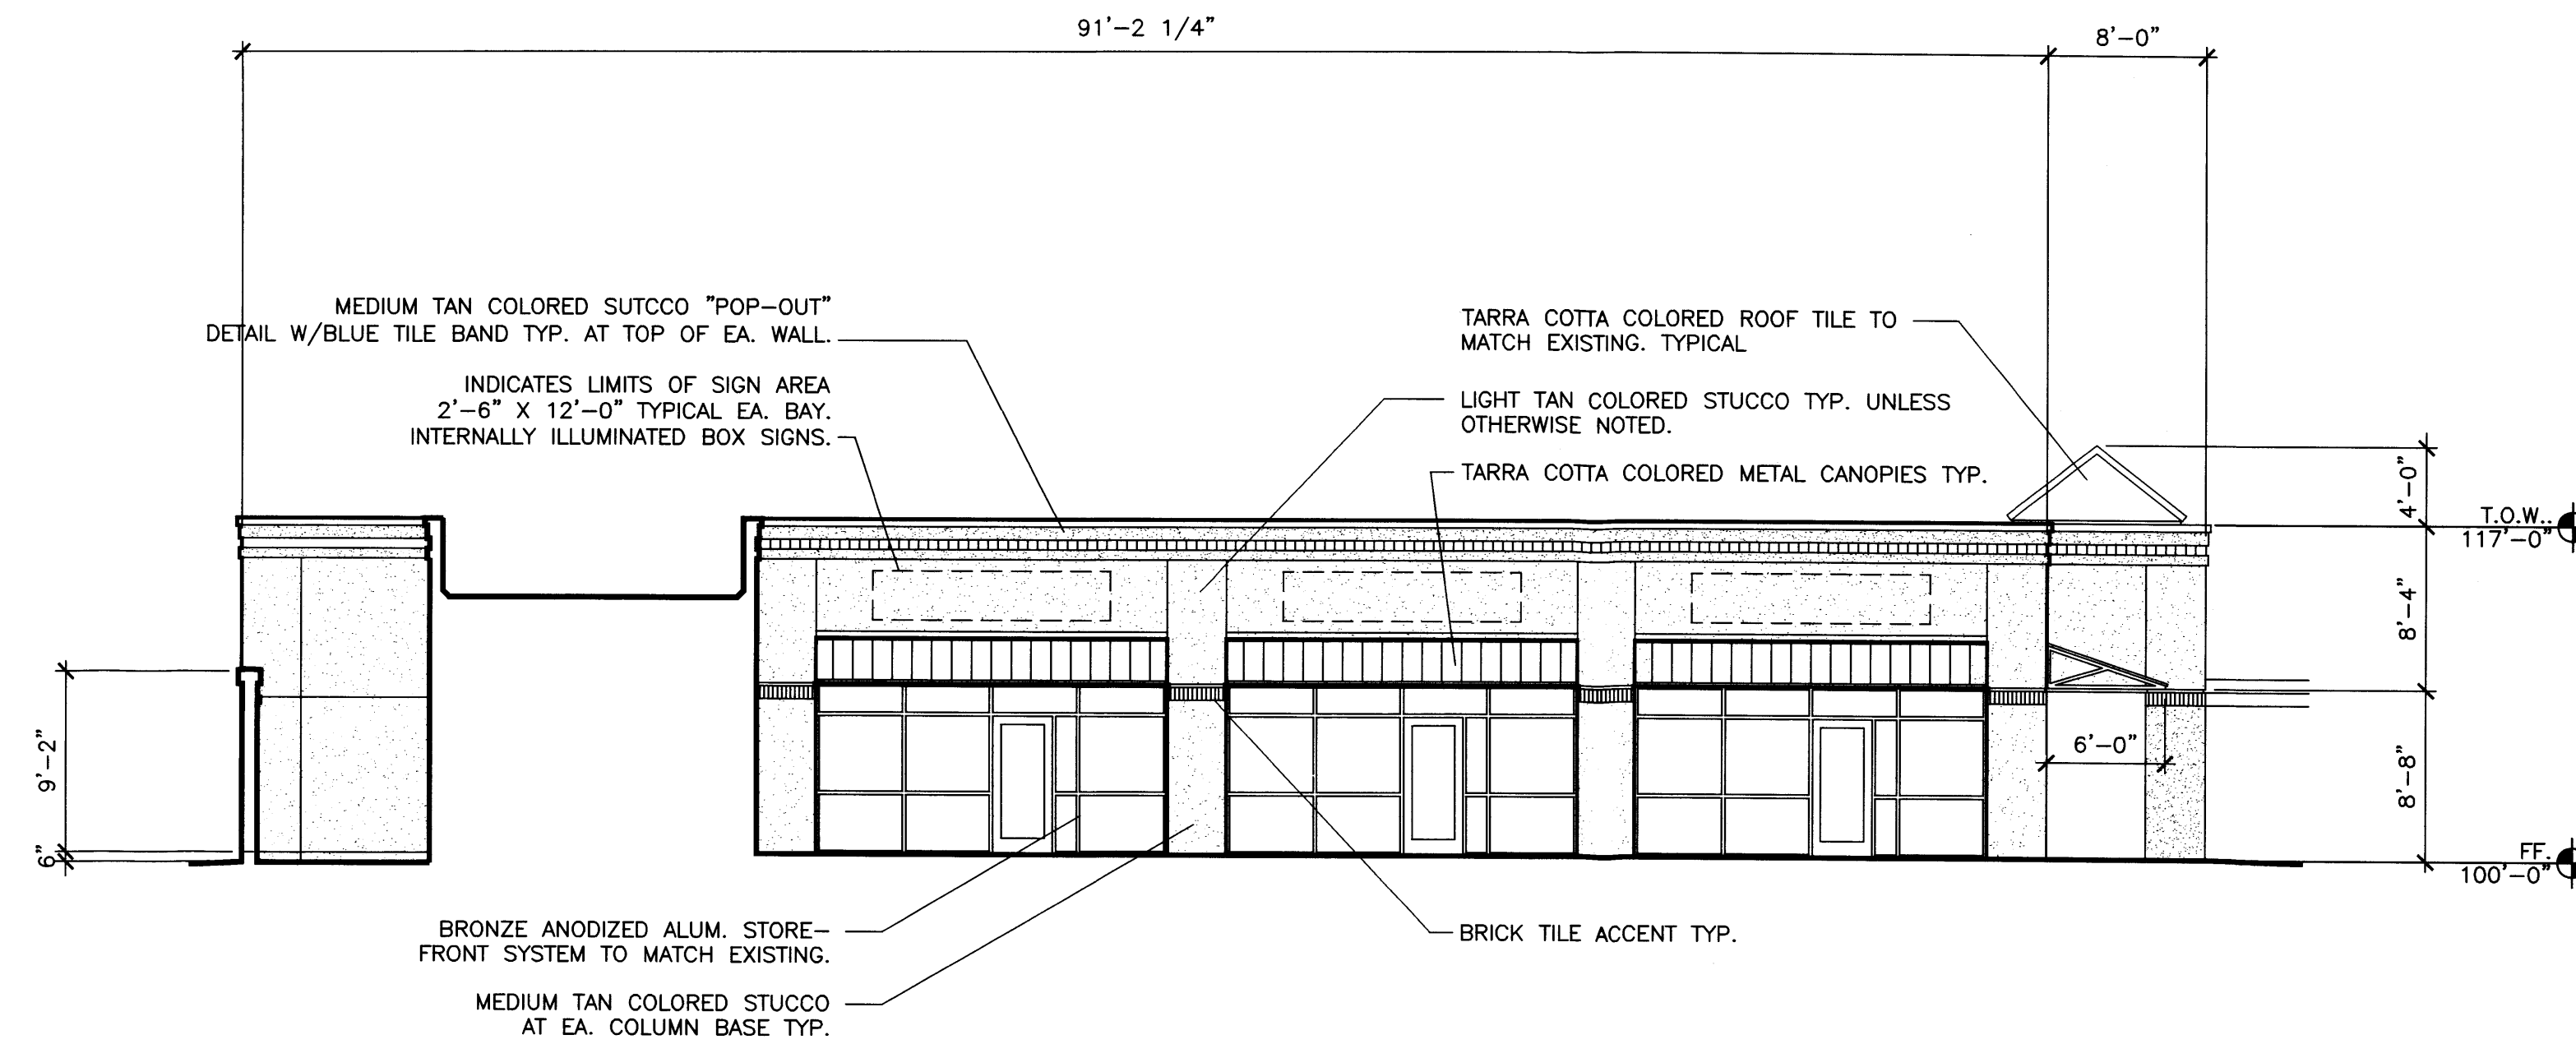 91'-2 1/4"
8'-0"
MEDIUM TAN COLORED SUTCCO "POP-OUT"
DETAIL W/BLUE TILE BAND TYP. AT TOP OF EA. WALL.
INDICATES LIMITS OF SIGN AREA
2'-6" X 12'-0" TYPICAL EA. BAY.
INTERNALLY ILLUMINATED BOX SIGNS.
TARRA COTTA COLORED ROOF TILE TO
MATCH EXISTING. TYPICAL
LIGHT TAN COLORED STUCCO TYP. UNLESS
OTHERWISE NOTED.
TARRA COTTA COLORED METAL CANOPIES TYP.
4'-0"
T.O.W..
117'-0"
8'-4"
9'-2"
6'-0"
8'-8"
6"
FF.
100'-0"
BRONZE ANODIZED ALUM. STORE-
FRONT SYSTEM TO MATCH EXISTING.
BRICK TILE ACCENT TYP.
MEDIUM TAN COLORED STUCCO
AT EA. COLUMN BASE TYP.